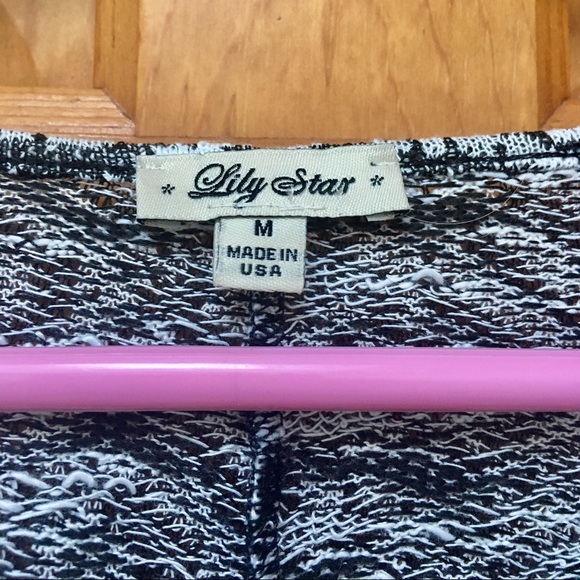 * Lily Star *
M
MADE IN
USA